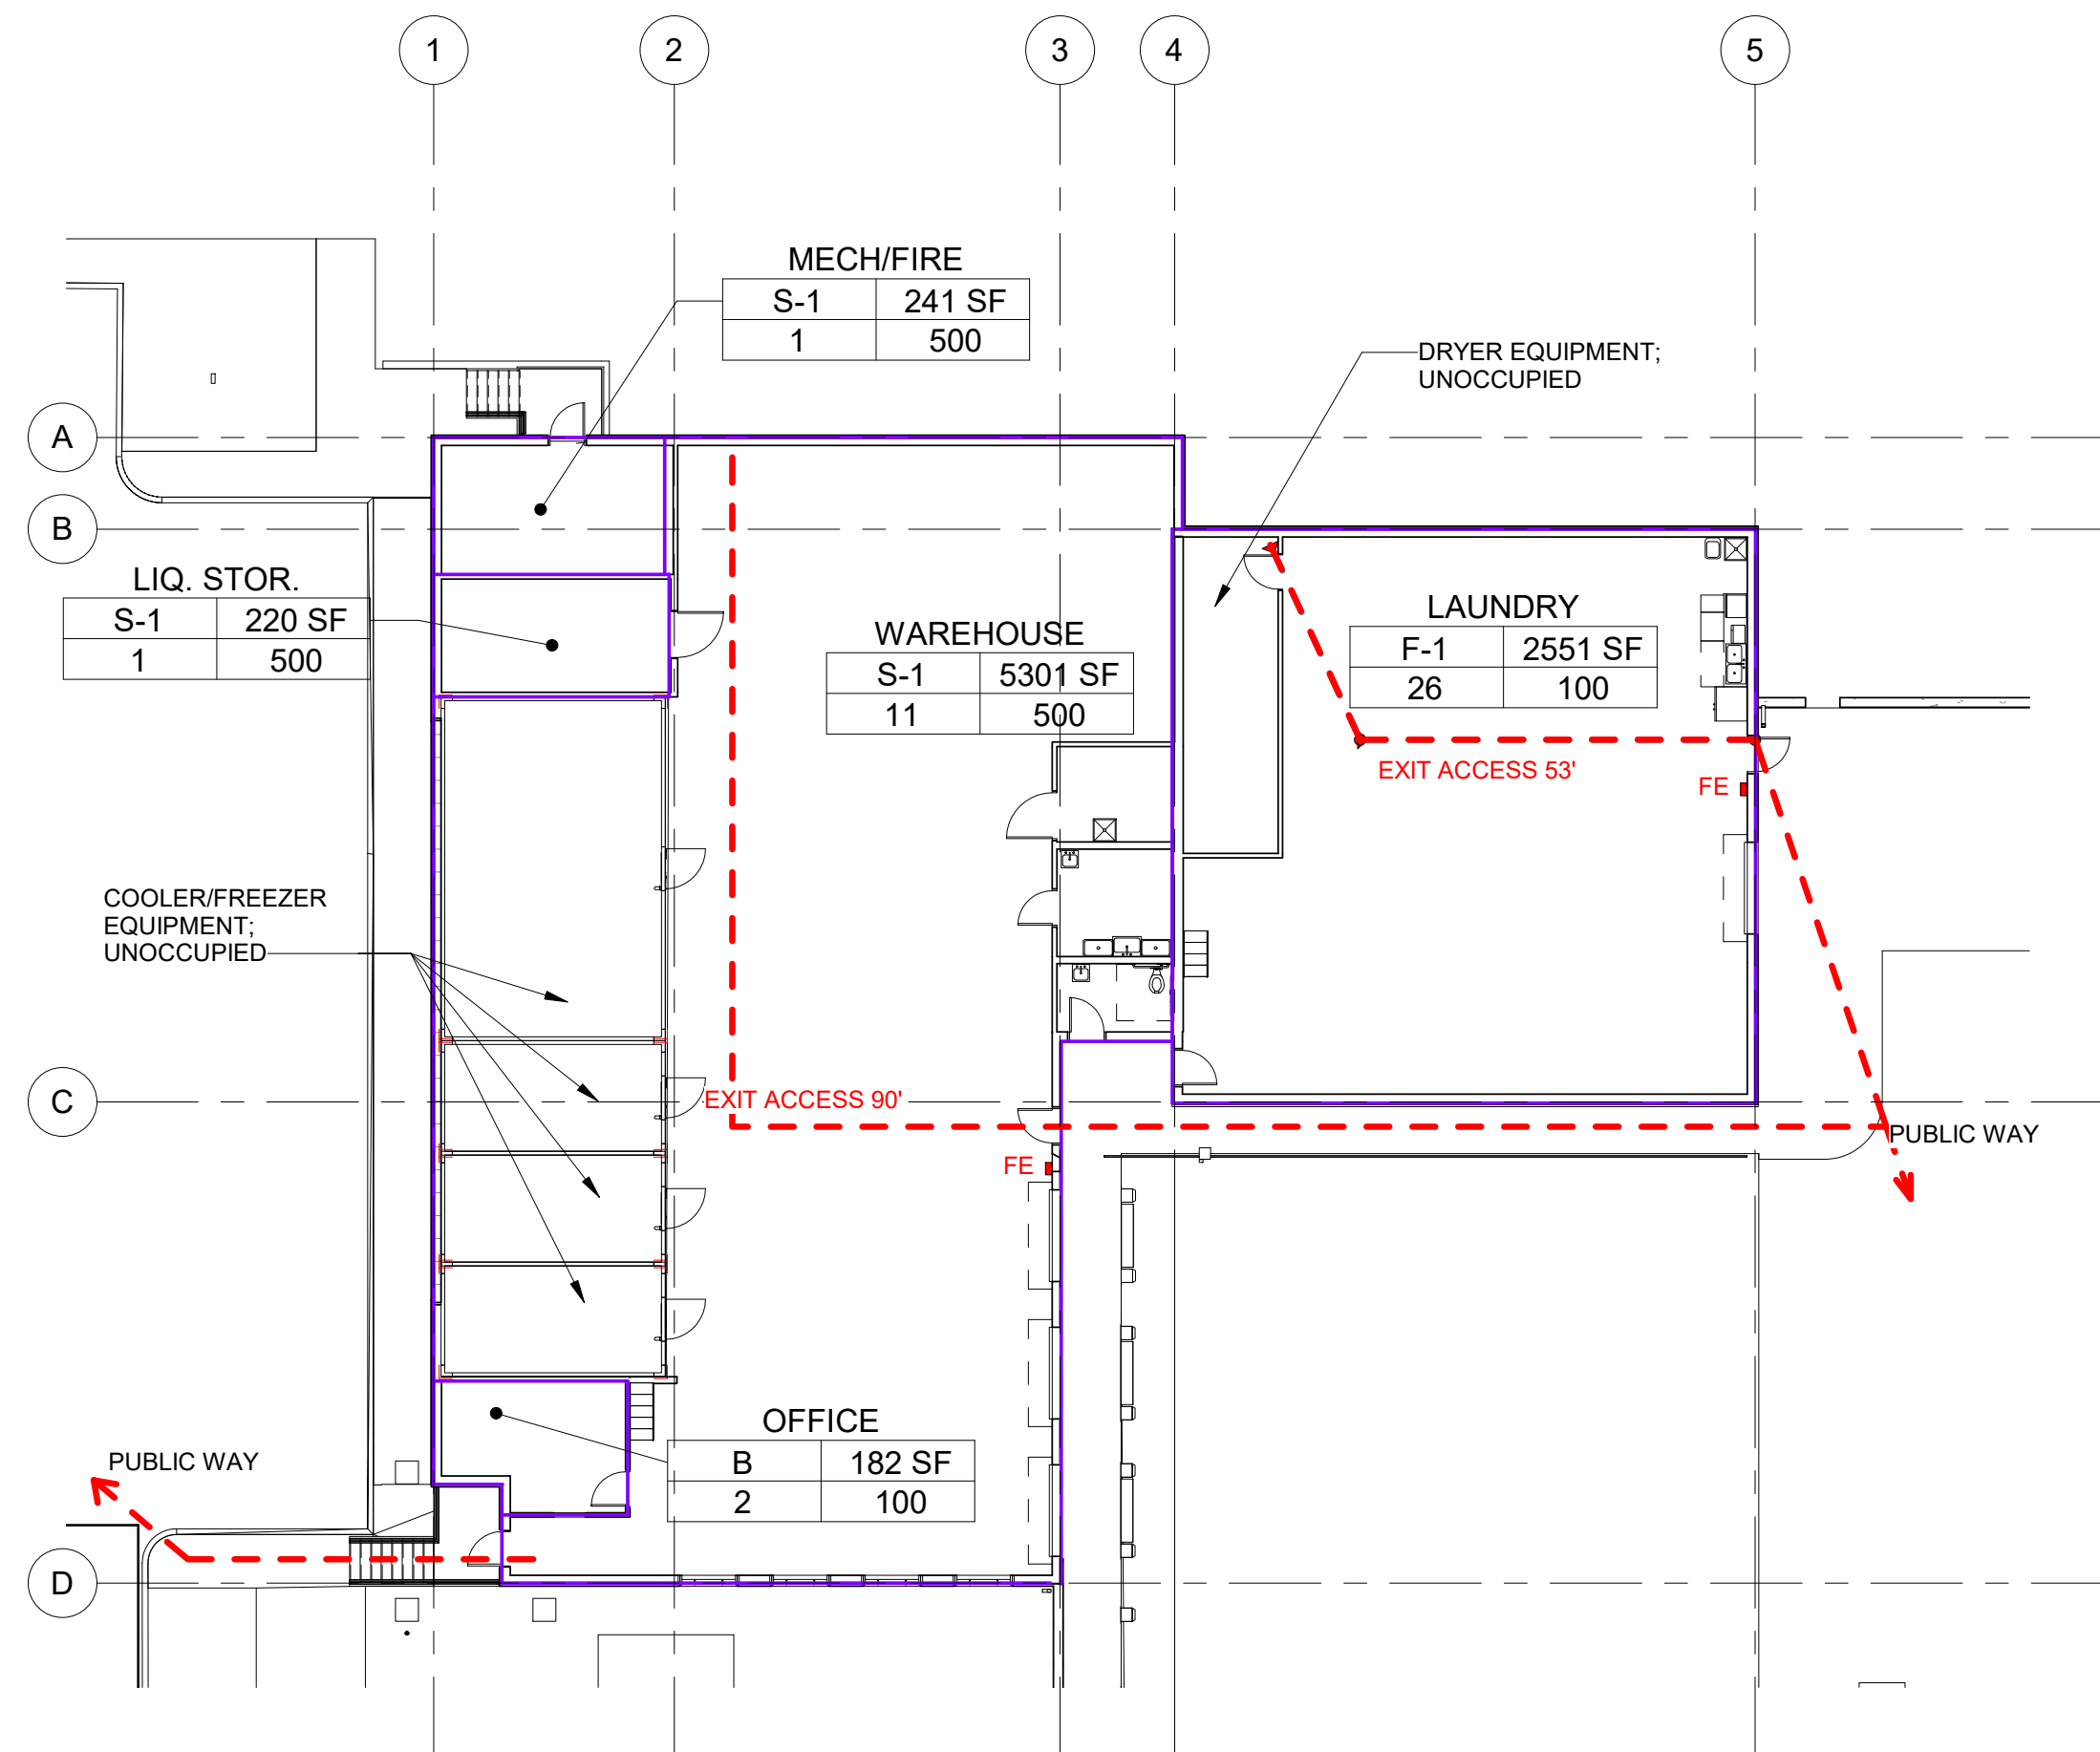 1
2
3
4
5
MECH/FIRE
S-1 241 SF
1 500
DRYER EQUIPMENT;
UNOCCUPIED
A
B
LIQ. STOR.
S-1 220 SF
1 500
WAREHOUSE
S-1 5301 SF
11 500
LAUNDRY
F-1 2551 SF
26 100
EXIT ACCESS 53'
FE
COOLER/FREEZER
EQUIPMENT;
UNOCCUPIED
C
EXIT ACCESS 90'
PUBLIC WAY
FE
OFFICE
B 182 SF
2 100
PUBLIC WAY
D